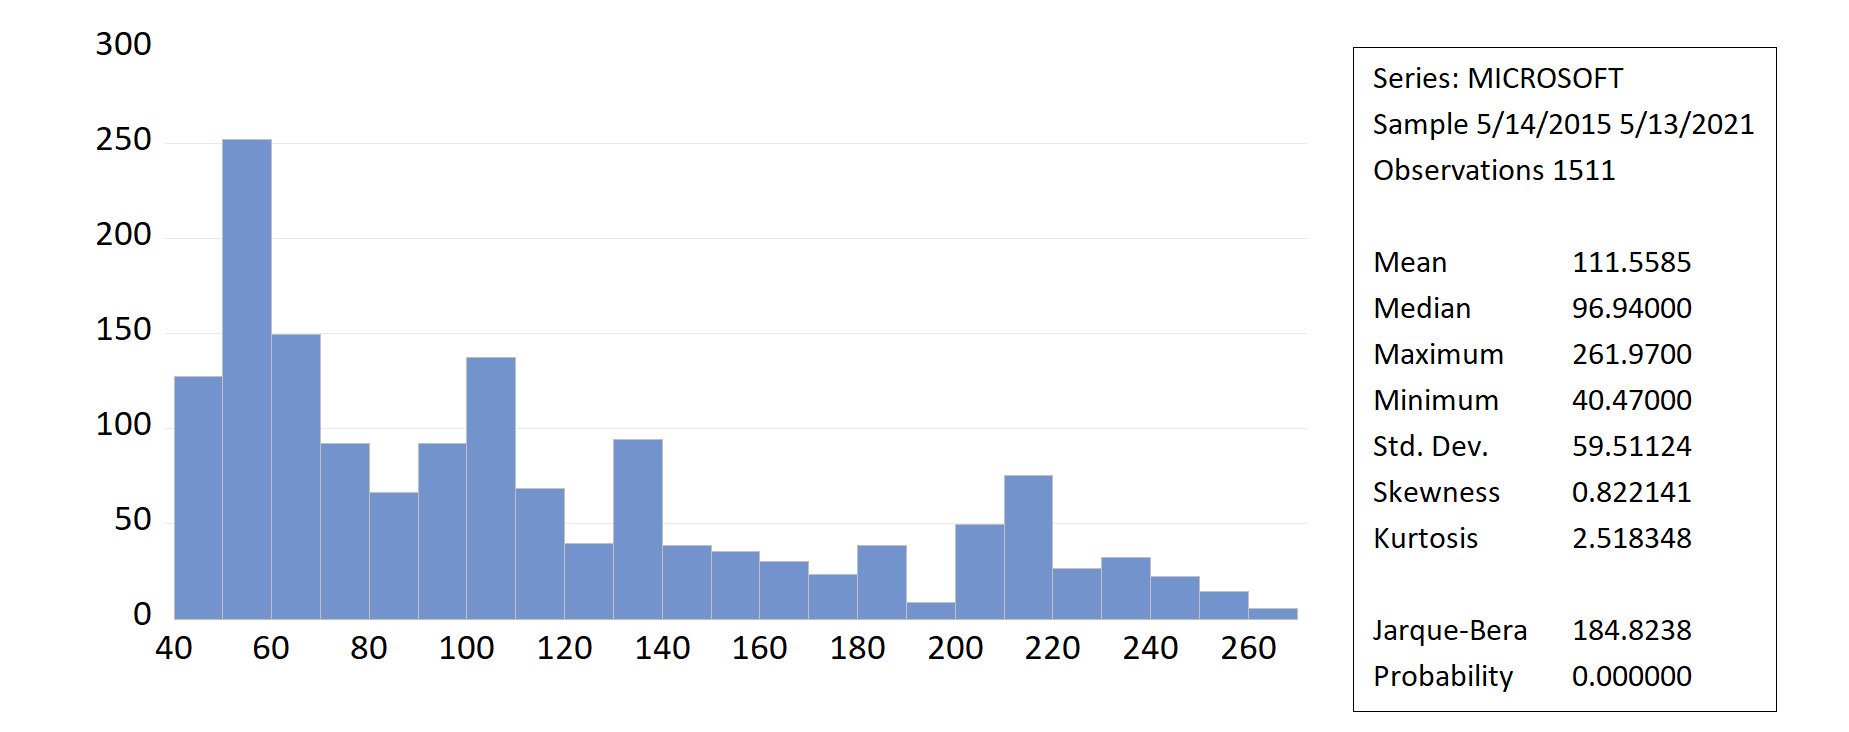 300
250
200
150
100
50
0
40 60 80 100 120 140 160 180 200 220 240 260
Series: MICROSOFT
Sample 5/14/2015 5/13/2021
Observations 1511
Mean 111.5585
Median 96.94000
Maximum 261.9700
Minimum 40.47000
Std. Dev. 59.51124
Skewness 0.822141
Kurtosis 2.518348
Jarque-Bera 184.8238
Probability 0.000000